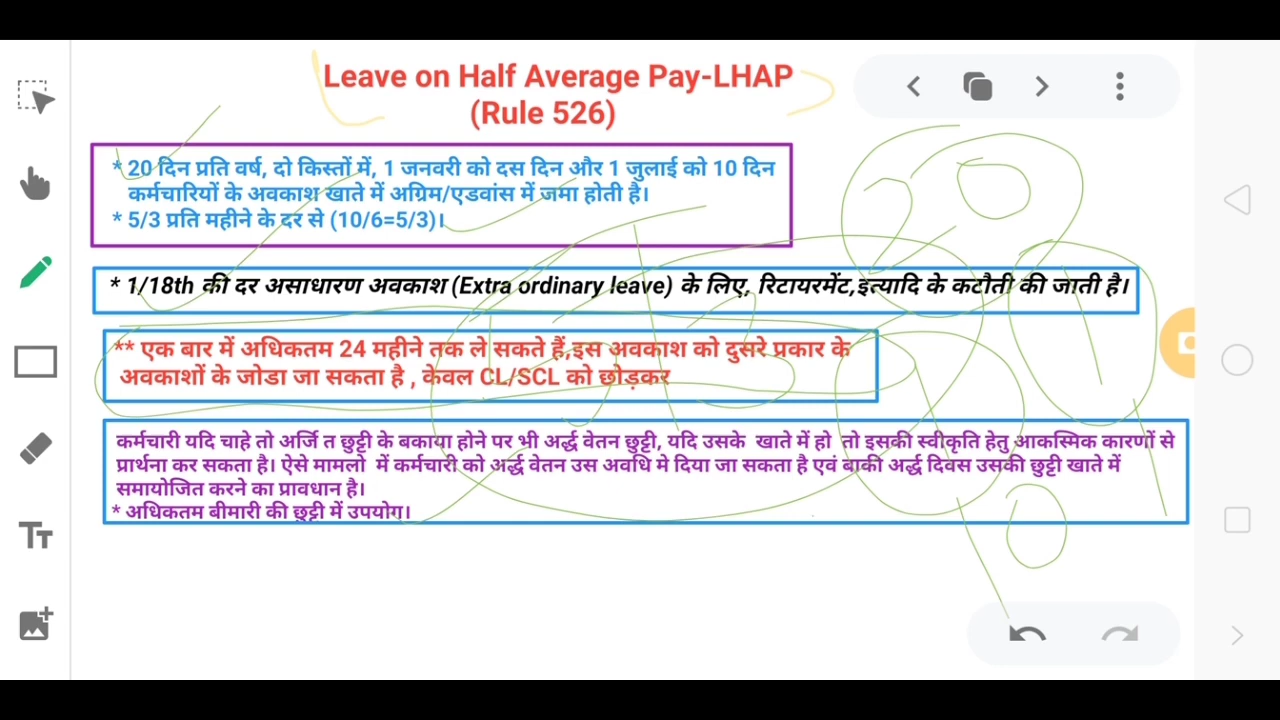 Leave on Half Average Pay-LHAP
(Rule 526)
* 20 दिन प्रति वर्ष, दो किस्तों में, 1 जनवरी को दस दिन और 1 जुलाई को 10 दिन
कर्मचारियों के अवकाश खाते में अग्रिम/एडवांस में जमा होती है।
* 5/3 प्रति महीने के दर से (10/6=5/3)।
* 1/18th की दर असाधारण अवकाश (Extra ordinary leave) के लिए, रिटायरमेंट,इत्यादि के कटौती की जाती है।
** एक बार में अधिकतम 24 महीने तक ले सकते हैं,इस अवकाश को दुसरे प्रकार के
अवकाशों के जोडा जा सकता है , केवल CL/SCL को छोड़कर
कर्मचारी यदि चाहे तो अर्जि त छुट्टी के बकाया होने पर भी अर्द्ध वेतन छुट्टी, यदि उसके खाते में हो तो इसकी स्वीकृति हेतु आकस्मिक कारणों से
प्रार्थना कर सकता है। ऐसे मामलो में कर्मचारी को अर्द्ध वेतन उस अवधि मे दिया जा सकता है एवं बाकी अर्द्ध दिवस उसकी छुट्टी खाते में
समायोजित करने का प्रावधान है।
* अधिकतम बीमारी की छुट्टी में उपयोग।
TT